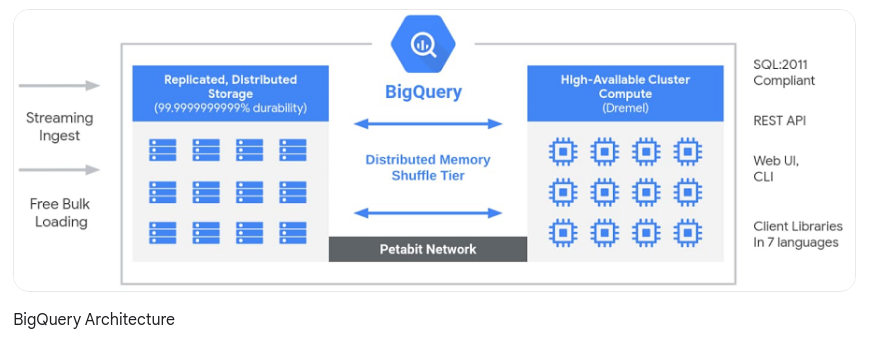 Streaming
Ingest
Free Bulk
Loading
Replicated, Distributed
Storage
(99.9999999999% durability)
BigQuery
Distributed Memory
Shuffle Tier
Petabit Network
High-Available Cluster
Compute
(Dremel)
SQL:2011
Compliant
REST API
Web UI,
CLI
Client Libraries
In 7 languages
BigQuery Architecture